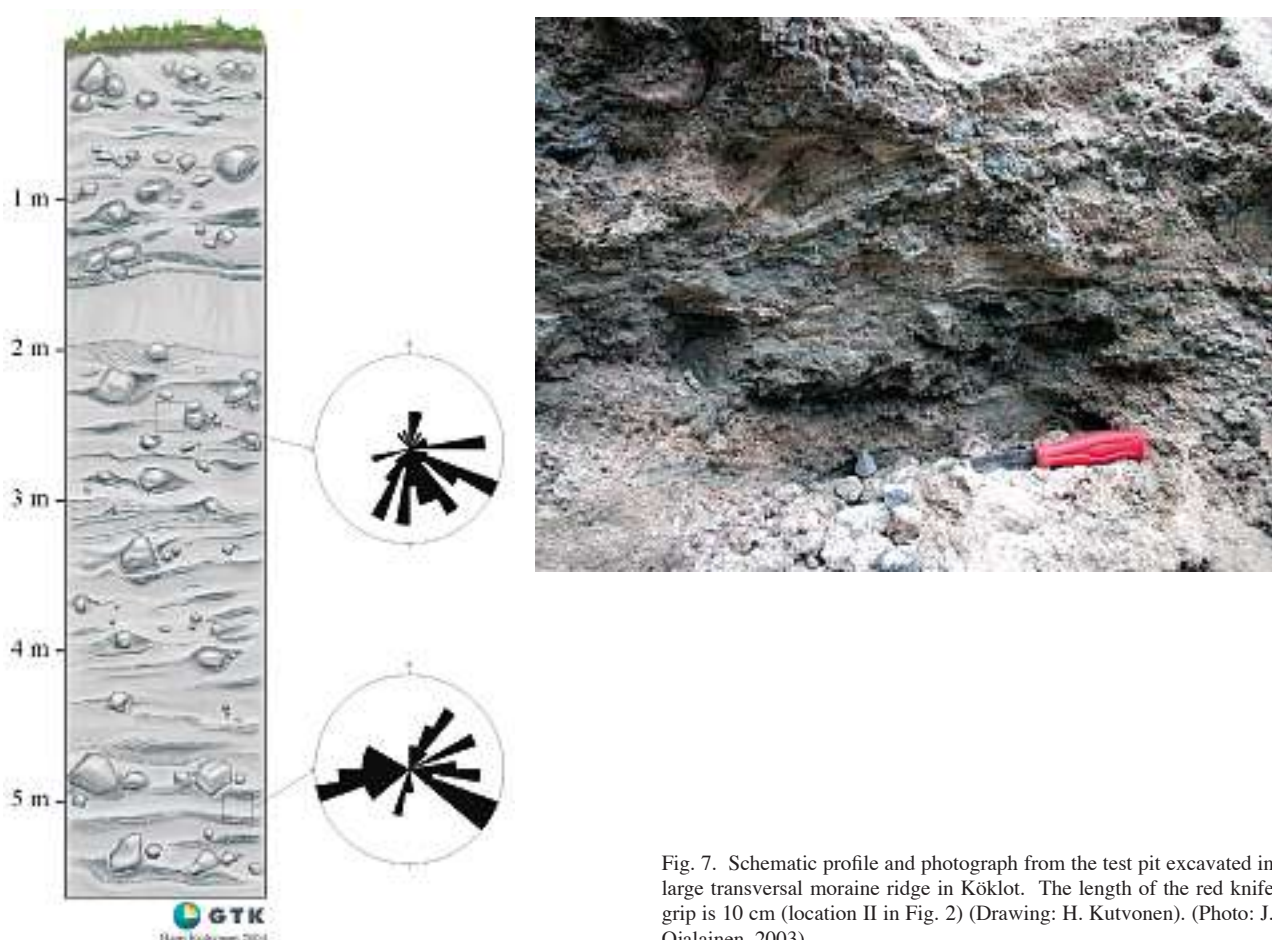 1 m
2 m
3 m
4 m
5 m
GTK
Fig. 7. Schematic profile and photograph from the test pit excavated in
large transversal moraine ridge in Köklot. The length of the red knife
grip is 10 cm (location II in Fig. 2) (Drawing: H. Kutvonen). (Photo: J.
Ojalainen, 2003)